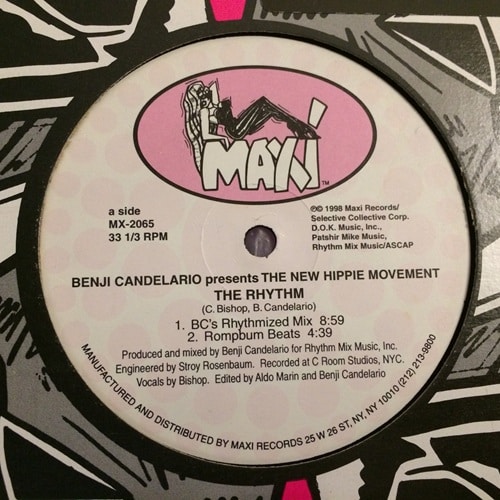 MAXI
TM
a side
MX-2065
33 1/3 RPM
℗© 1998 Maxi Records/
Selective Collective Corp.
D.O.K. Music, Inc.,
Patshir Mike Music,
Rhythm Mix Music/ASCAP
BENJI CANDELARIO presents THE NEW HIPPIE MOVEMENT
THE RHYTHM
(C. Bishop, B. Candelario)
1. BC's Rhythmized Mix 8:59
2. Rompbum Beats 4:39
Produced and mixed by Benji Candelario for Rhythm Mix Music, Inc.
Engineered by Stroy Rosenbaum. Recorded at C Room Studios, NYC.
Vocals by Bishop. Edited by Aldo Marin and Benji Candelario
MANUFACTURED AND DISTRIBUTED BY MAXI RECORDS 25 W 26 ST, NY, NY 10010 (212) 213-9800